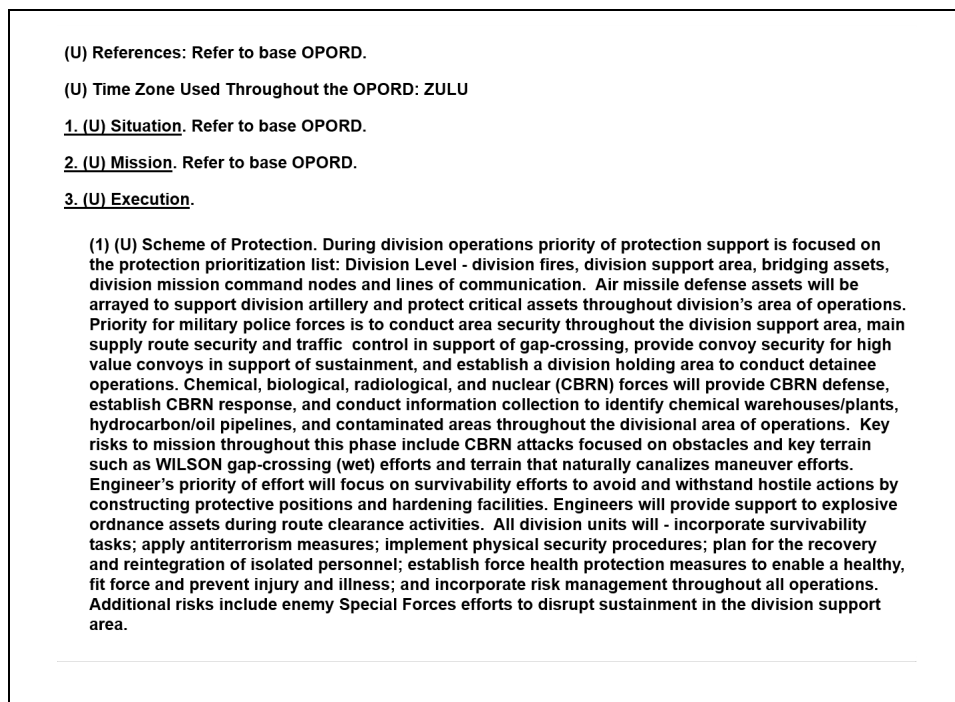 (U) References: Refer to base OPORD.
(U) Time Zone Used Throughout the OPORD: ZULU
1. (U) Situation. Refer to base OPORD.
2. (U) Mission. Refer to base OPORD.
3. (U) Execution.
(1) (U) Scheme of Protection. During division operations priority of protection support is focused on
the protection prioritization list: Division Level - division fires, division support area, bridging assets,
division mission command nodes and lines of communication.  Air missile defense assets will be
arrayed to support division artillery and protect critical assets throughout division’s area of operations.
Priority for military police forces is to conduct area security throughout the division support area, main
supply route security and traffic  control in support of gap-crossing, provide convoy security for high
value convoys in support of sustainment, and establish a division holding area to conduct detainee
operations. Chemical, biological, radiological, and nuclear (CBRN) forces will provide CBRN defense,
establish CBRN response, and conduct information collection to identify chemical warehouses/plants,
hydrocarbon/oil pipelines, and contaminated areas throughout the divisional area of operations.  Key
risks to mission throughout this phase include CBRN attacks focused on obstacles and key terrain
such as WILSON gap-crossing (wet) efforts and terrain that naturally canalizes maneuver efforts.
Engineer’s priority of effort will focus on survivability efforts to avoid and withstand hostile actions by
constructing protective positions and hardening facilities. Engineers will provide support to explosive
ordnance assets during route clearance activities.  All division units will - incorporate survivability
tasks; apply antiterrorism measures; implement physical security procedures; plan for the recovery
and reintegration of isolated personnel; establish force health protection measures to enable a healthy,
fit force and prevent injury and illness; and incorporate risk management throughout all operations.
Additional risks include enemy Special Forces efforts to disrupt sustainment in the division support
area.